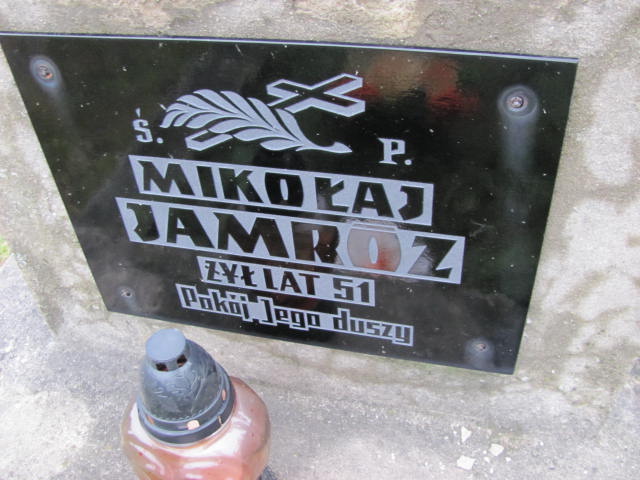 Ś. P.
MIKOŁAJ
JAMRÓZ
ŻYŁ LAT 51
Pokój Jego duszy